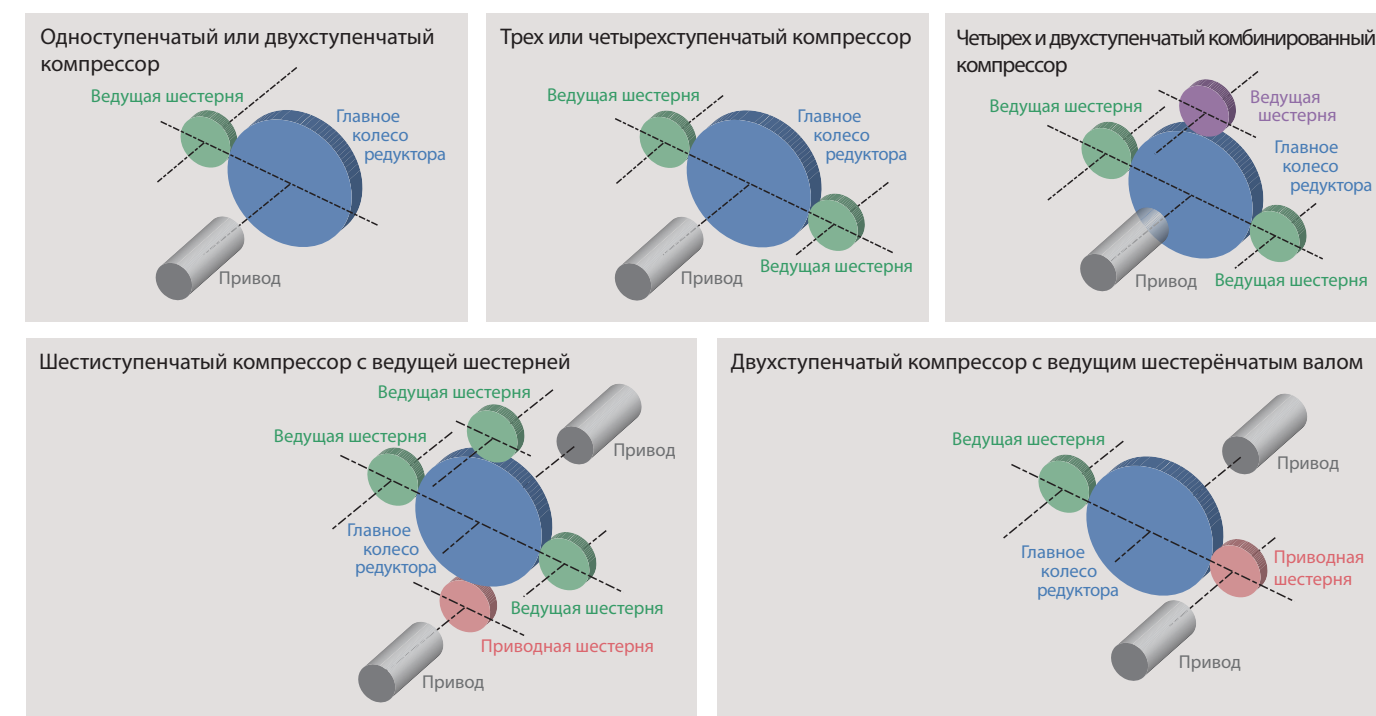 Одноступенчатый или двухступенчатый
компрессор
Ведущая шестерня
Главное
колесо
редуктора
Привод
Трех или четырехступенчатый компрессор
Ведущая шестерня
Главное
колесо
редуктора
Привод
Ведущая шестерня
Четырех и двухступенчатый комбинированный
компрессор
Ведущая шестерня
Ведущая
шестерня
Главное
колесо
редуктора
Привод
Ведущая шестерня
Шестиступенчатый компрессор с ведущей шестерней
Ведущая шестерня
Ведущая шестерня
Привод
Главное
колесо
редуктора
Ведущая шестерня
Приводная шестерня
Привод
Двухступенчатый компрессор с ведущим шестерёнчатым валом
Ведущая шестерня
Привод
Главное
колесо
редуктора
Приводная
шестерня
Привод